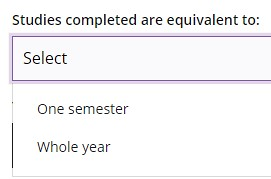 Studies completed are equivalent to:
Select
One semester
Whole year